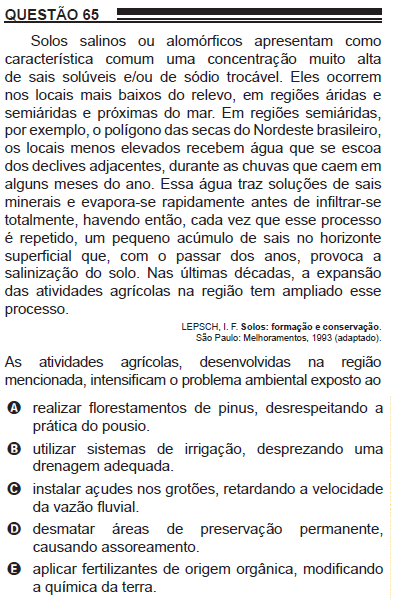 QUESTÃO 65
Solos salinos ou alomórficos apresentam como
característica comum uma concentração muito alta
de sais solúveis e/ou de sódio trocável. Eles ocorrem
nos locais mais baixos do relevo, em regiões áridas e
semiáridas e próximas do mar. Em regiões semiáridas,
por exemplo, o polígono das secas do Nordeste brasileiro,
os locais menos elevados recebem água que se escoa
dos declives adjacentes, durante as chuvas que caem em
alguns meses do ano. Essa água traz soluções de sais
minerais e evapora-se rapidamente antes de infiltrar-se
totalmente, havendo então, cada vez que esse processo
é repetido, um pequeno acúmulo de sais no horizonte
superficial que, com o passar dos anos, provoca a
salinização do solo. Nas últimas décadas, a expansão
das atividades agrícolas na região tem ampliado esse
processo.
LEPSCH, I. F. Solos: formação e conservação.
São Paulo: Melhoramentos, 1993 (adaptado).
As atividades agrícolas, desenvolvidas na região
mencionada, intensificam o problema ambiental exposto ao
A realizar florestamentos de pinus, desrespeitando a
prática do pousio.
B utilizar sistemas de irrigação, desprezando uma
drenagem adequada.
C instalar açudes nos grotões, retardando a velocidade
da vazão fluvial.
D desmatar áreas de preservação permanente,
causando assoreamento.
E aplicar fertilizantes de origem orgânica, modificando
a química da terra.